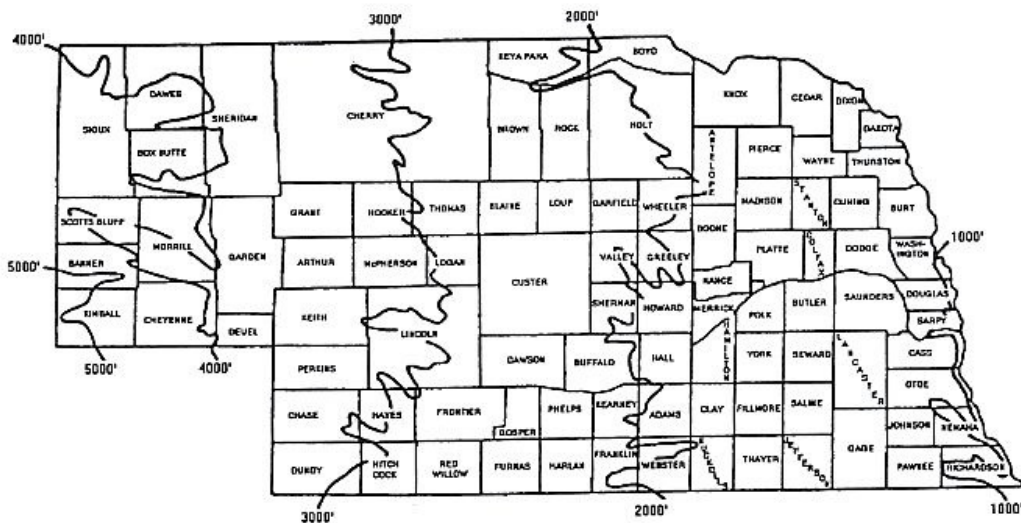 3000'
2000'
4000'
KEYA PAHA
BOYD
DAWES
KNOX
CEDAR
DIXON
SIOUX
SHERIDAN
CHERRY
BROWN
ROCK
HOLT
DAKOTA
BOX BUTTE
ANTELOPE
PIERCE
WAYNE
THURSTON
GRANT
HOOKER
THOMAS
BLAINE
LOUP
GARFIELD
WHEELER
MADISON
STANTON
CUMING
BURT
SCOTTS BLUFF
MORRILL
GARDEN
ARTHUR
McPHERSON
LOGAN
CUSTER
VALLEY
GREELEY
BOONE
PLATTE
COLFAX
DODGE
WASH-
INGTON
1000'
BANNER
5000'
NANCE
KIMBALL
CHEYENNE
DEUEL
KEITH
LINCOLN
SHERMAN
HOWARD
MERRICK
POLK
BUTLER
SAUNDERS
DOUGLAS
SARPY
5000'
4000'
PERKINS
DAWSON
BUFFALO
HALL
HAMILTON
YORK
SEWARD
LANCASTER
CASS
OTOE
CHASE
HAYES
FRONTIER
GOSPER
PHELPS
KEARNEY
ADAMS
CLAY
FILLMORE
SALINE
JOHNSON
NEMAHA
DUNDY
HITCH
COCK
RED
WILLOW
FURNAS
HARLAN
FRANKLIN
WEBSTER
NUCKOLLS
THAYER
JEFFERSON
GAGE
PAWNEE
RICHARDSON
3000'
2000'
1000'